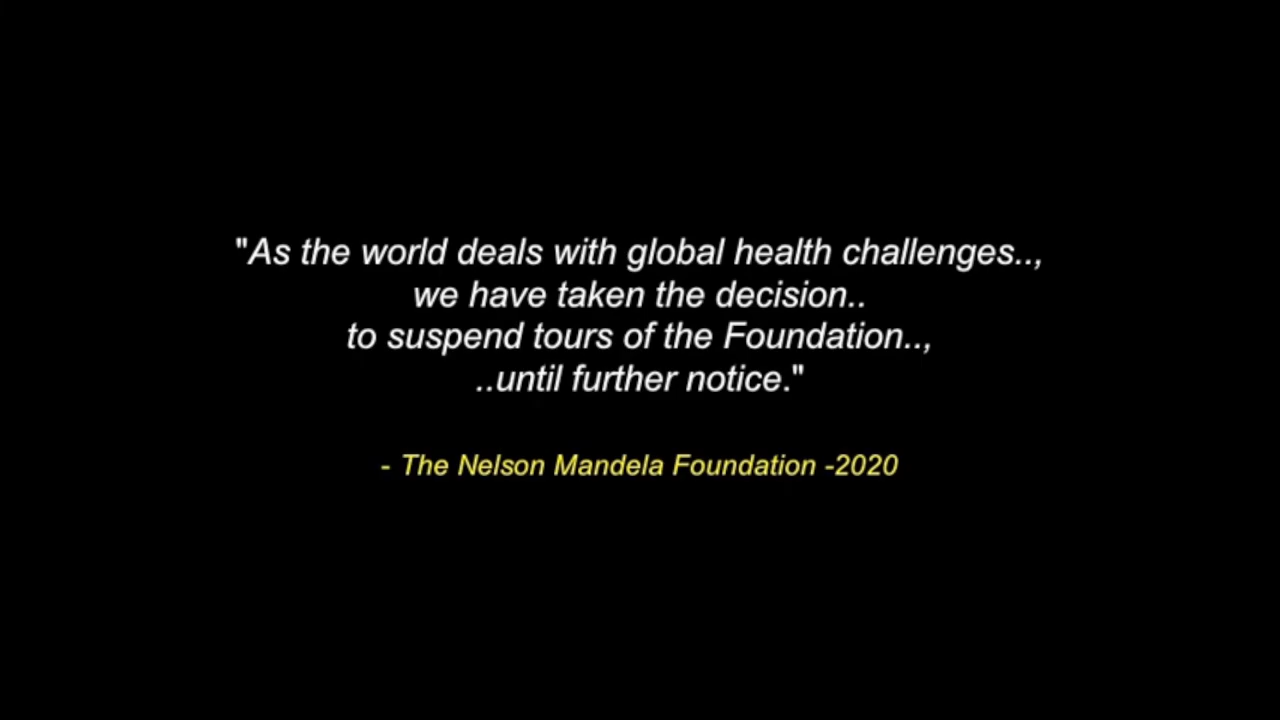 "As the world deals with global health challenges..,
we have taken the decision..
to suspend tours of the Foundation..,
..until further notice."
- The Nelson Mandela Foundation -2020